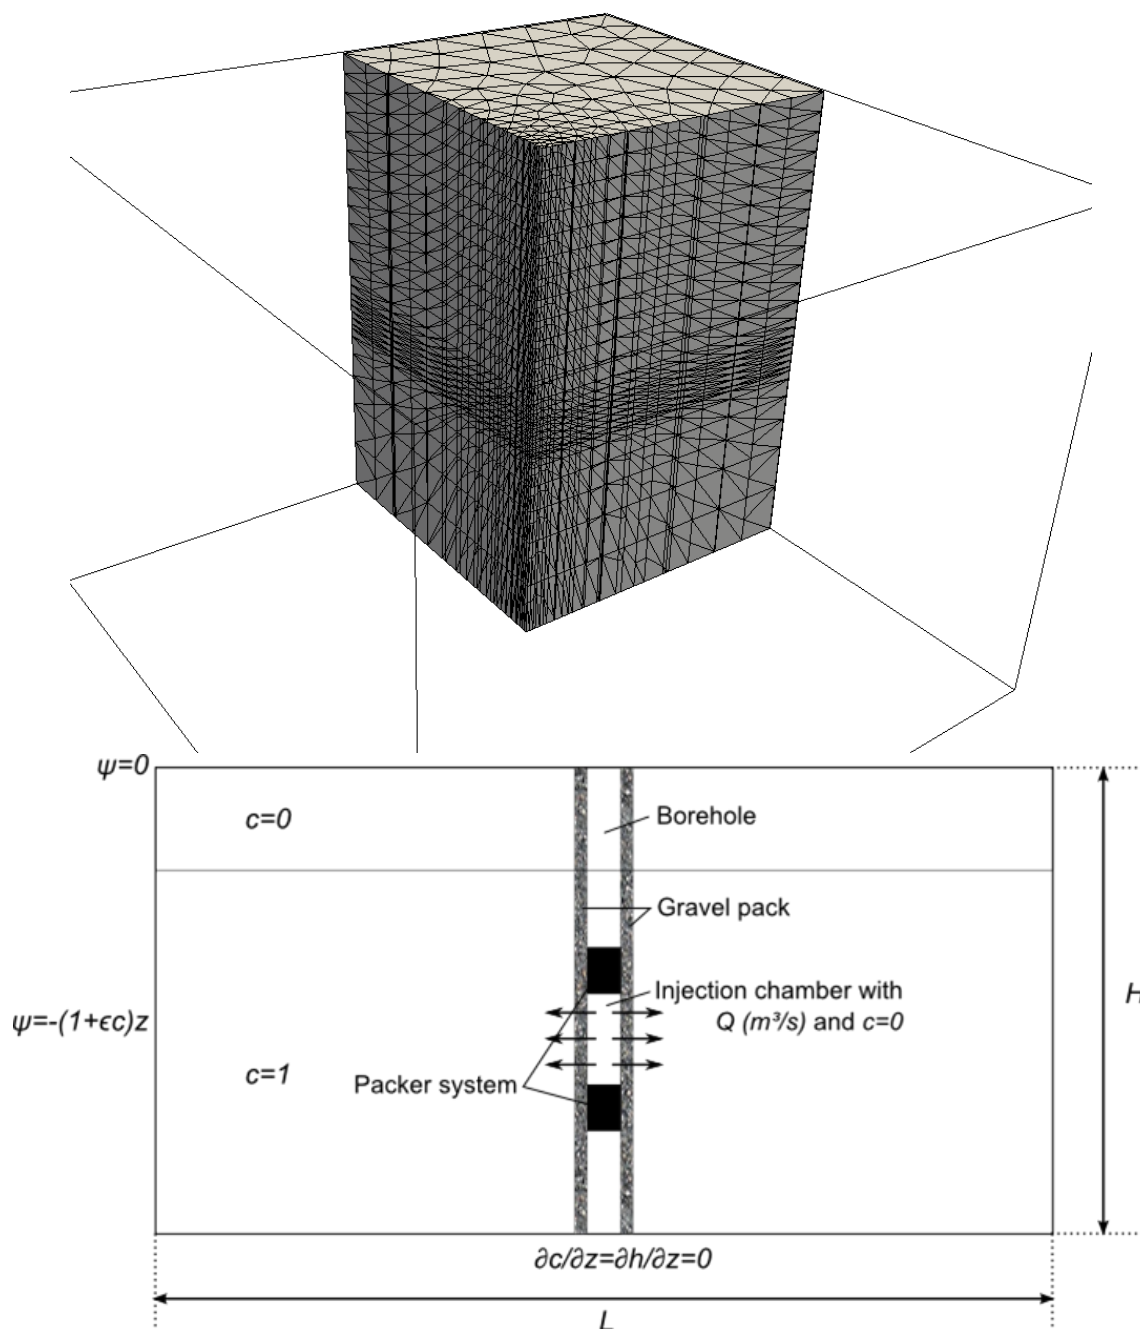 ψ=0
c=0
Borehole
Gravel pack
Injection chamber with
Q (m³/s) and c=0
ψ=-(1+ϵc)z
H
c=1
Packer system
∂c/∂z=∂h/∂z=0
L